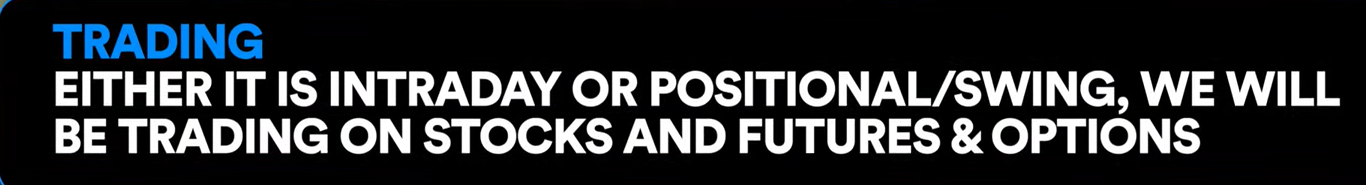 TRADING
EITHER IT IS INTRADAY OR POSITIONAL/SWING, WE WILL
BE TRADING ON STOCKS AND FUTURES & OPTIONS